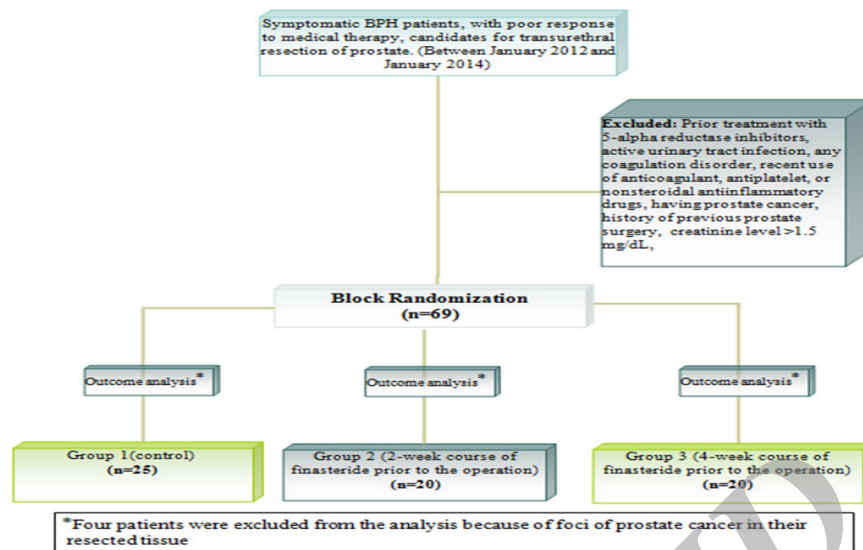 Symptomatic BPH patients, with poor response
to medical therapy, candidates for transurethral
resection of prostate. (Between January 2012 and
January 2014)
Excluded: Prior treatment with
5-alpha reductase inhibitors,
active urinary tract infection, any
coagulation disorder, recent use
of anticoagulant, antiplatelet, or
nonsteroidal antiinflammatory
drugs, having prostate cancer,
history of previous prostate
surgery, creatinine level >1.5
mg/dL,
Block Randomization
(n=69)
Outcome analysis*
Outcome analysis*
Outcome analysis*
Group 1(control)
(n=25)
Group 2 (2-week course of
finasteride prior to the operation)
(n=20)
Group 3 (4-week course of
finasteride prior to the operation)
(n=20)
*Four patients were excluded from the analysis because of foci of prostate cancer in their
resected tissue